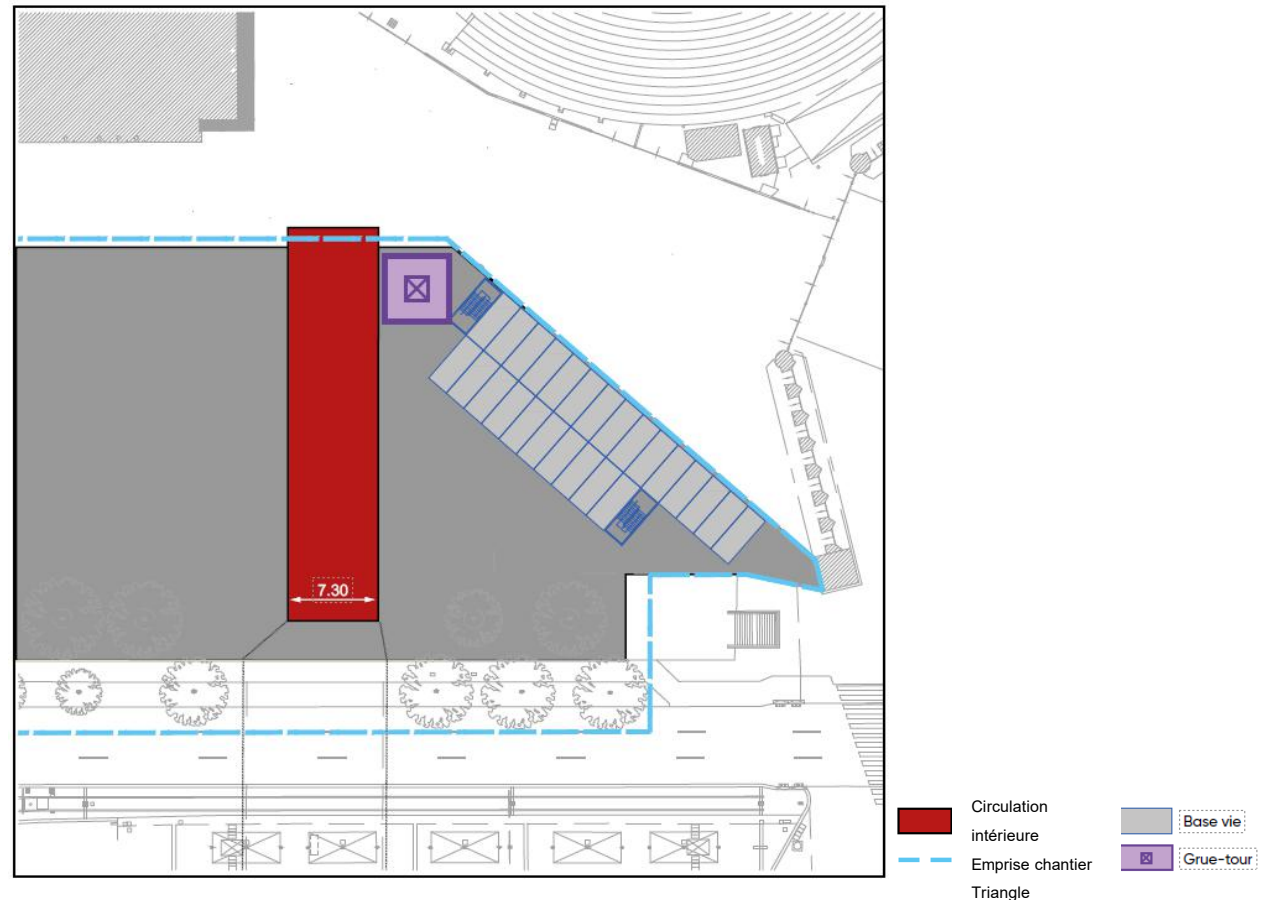 7.30
Circulation
intérieure
Emprise chantier
Triangle
Base vie
Grue-tour